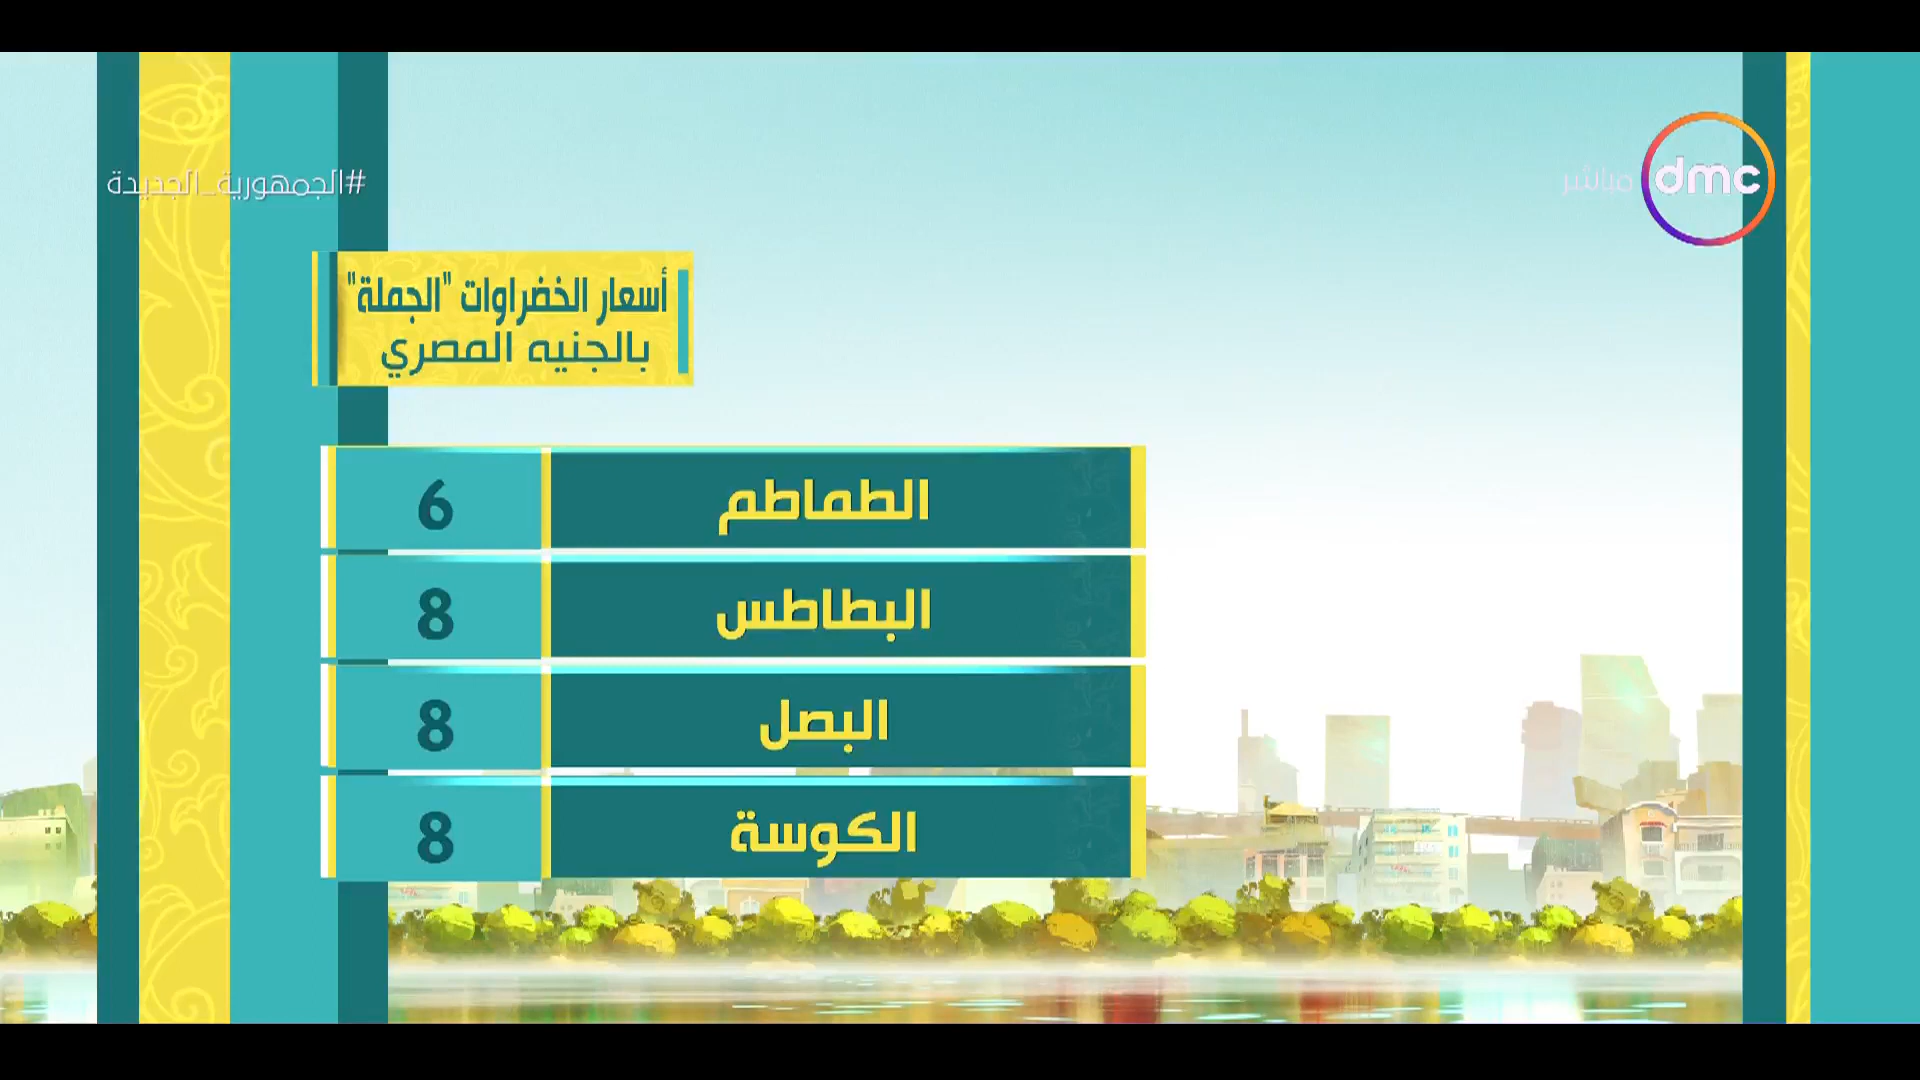 dmc مباشر
#الجمهورية_الجديدة
أسعار الخضراوات "الجملة"
بالجنيه المصري
الطماطم 6
البطاطس 8
البصل 8
الكوسة 8